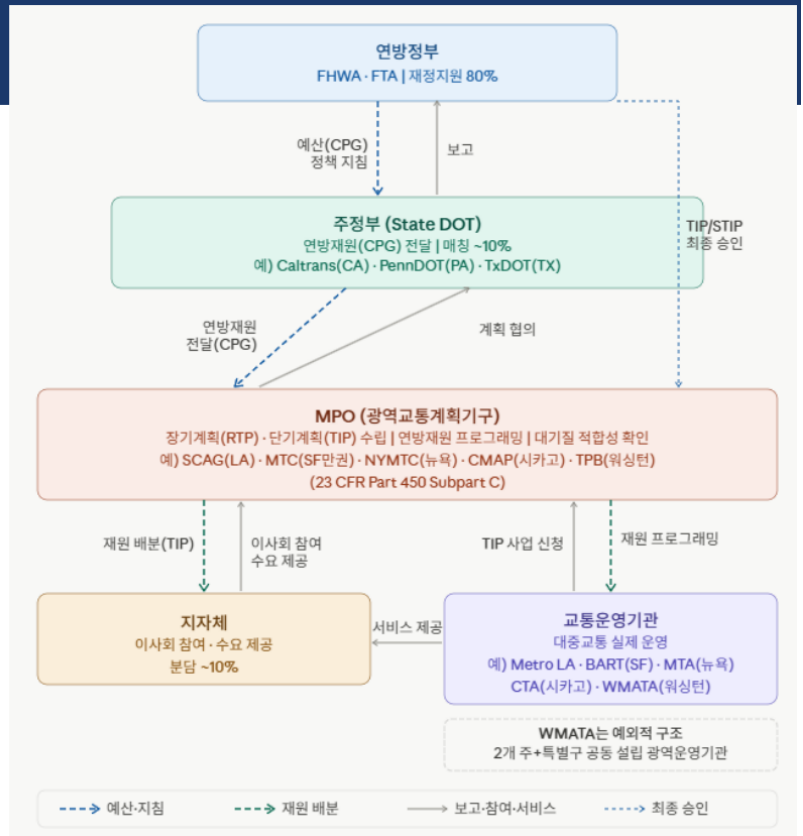 연방정부
FHWA · FTA | 재정지원 80%
예산(CPG)
정책 지침
보고
주정부 (State DOT)
연방재원(CPG) 전달 | 매칭 ~10%
예) Caltrans(CA) · PennDOT(PA) · TxDOT(TX)
TIP/STIP
최종 승인
연방재원
전달(CPG)
계획 협의
MPO (광역교통계획기구)
장기계획(RTP) · 단기계획(TIP) 수립 | 연방재원 프로그래밍 | 대기질 적합성 확인
예) SCAG(LA) · MTC(SF만권) · NYMTC(뉴욕) · CMAP(시카고) · TPB(워싱턴)
(23 CFR Part 450 Subpart C)
재원 배분(TIP)
이사회 참여
수요 제공
TIP 사업 신청
재원 프로그래밍
지자체
이사회 참여 · 수요 제공
분담 ~10%
서비스 제공
교통운영기관
대중교통 실제 운영
예) Metro LA · BART(SF) · MTA(뉴욕)
CTA(시카고) · WMATA(워싱턴)
WMATA는 예외적 구조
2개 주+특별구 공동 설립 광역운영기관
예산·지침
재원 배분
보고·참여·서비스
최종 승인